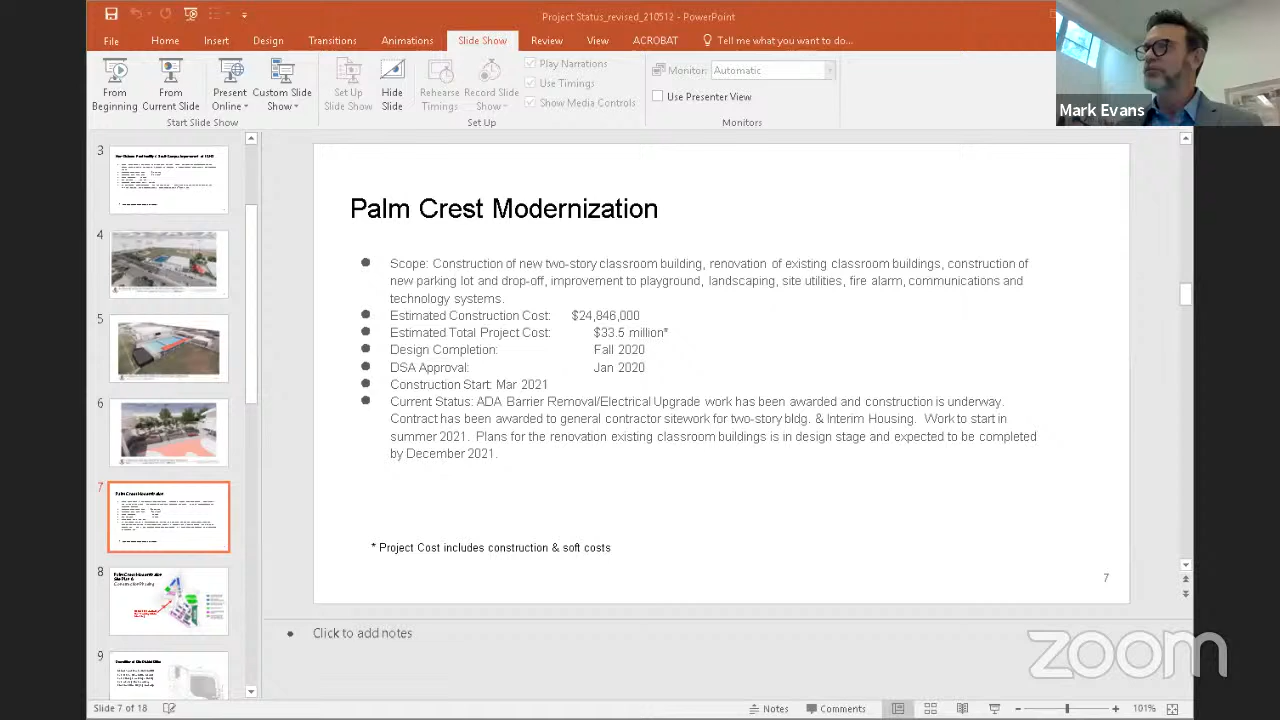 Project Status_revised_210512 - PowerPoint
File Home Insert Design Transitions Animations Slide Show Review View ACROBAT Tell me what you want to do...
From Beginning
From Current Slide
Present Online
Custom Slide Show
Start Slide Show
Set Up Slide Show
Hide Slide
Rehearse Timings
Record Slide Show
Play Narrations
Use Timings
Show Media Controls
Set Up
Monitor: Automatic
Use Presenter View
Monitors
Mark Evans
3
4
5
6
7
Palm Crest Modernization
8
Palm Crest Modernization
9
Palm Crest Modernization
Scope: Construction of new two-story classroom building, renovation of existing classroom buildings, construction of
new parking lot and drop-off, improvement to playground, landscaping, site utilities, fire alarm, communications and
technology systems.
Estimated Construction Cost: $24,846,000
Estimated Total Project Cost: $33.5 million*
Design Completion: Fall 2020
DSA Approval: Jan 2020
Construction Start: Mar 2021
Current Status: ADA Barrier Removal/Electrical Upgrade work has been awarded and construction is underway.
Contract has been awarded to general contractor sitework for two-story bldg. & Interim Housing. Work to start in
summer 2021. Plans for the renovation existing classroom buildings is in design stage and expected to be completed
by December 2021.
* Project Cost includes construction & soft costs
7
Click to add notes
zoom
Slide 7 of 18 Notes Comments 101%